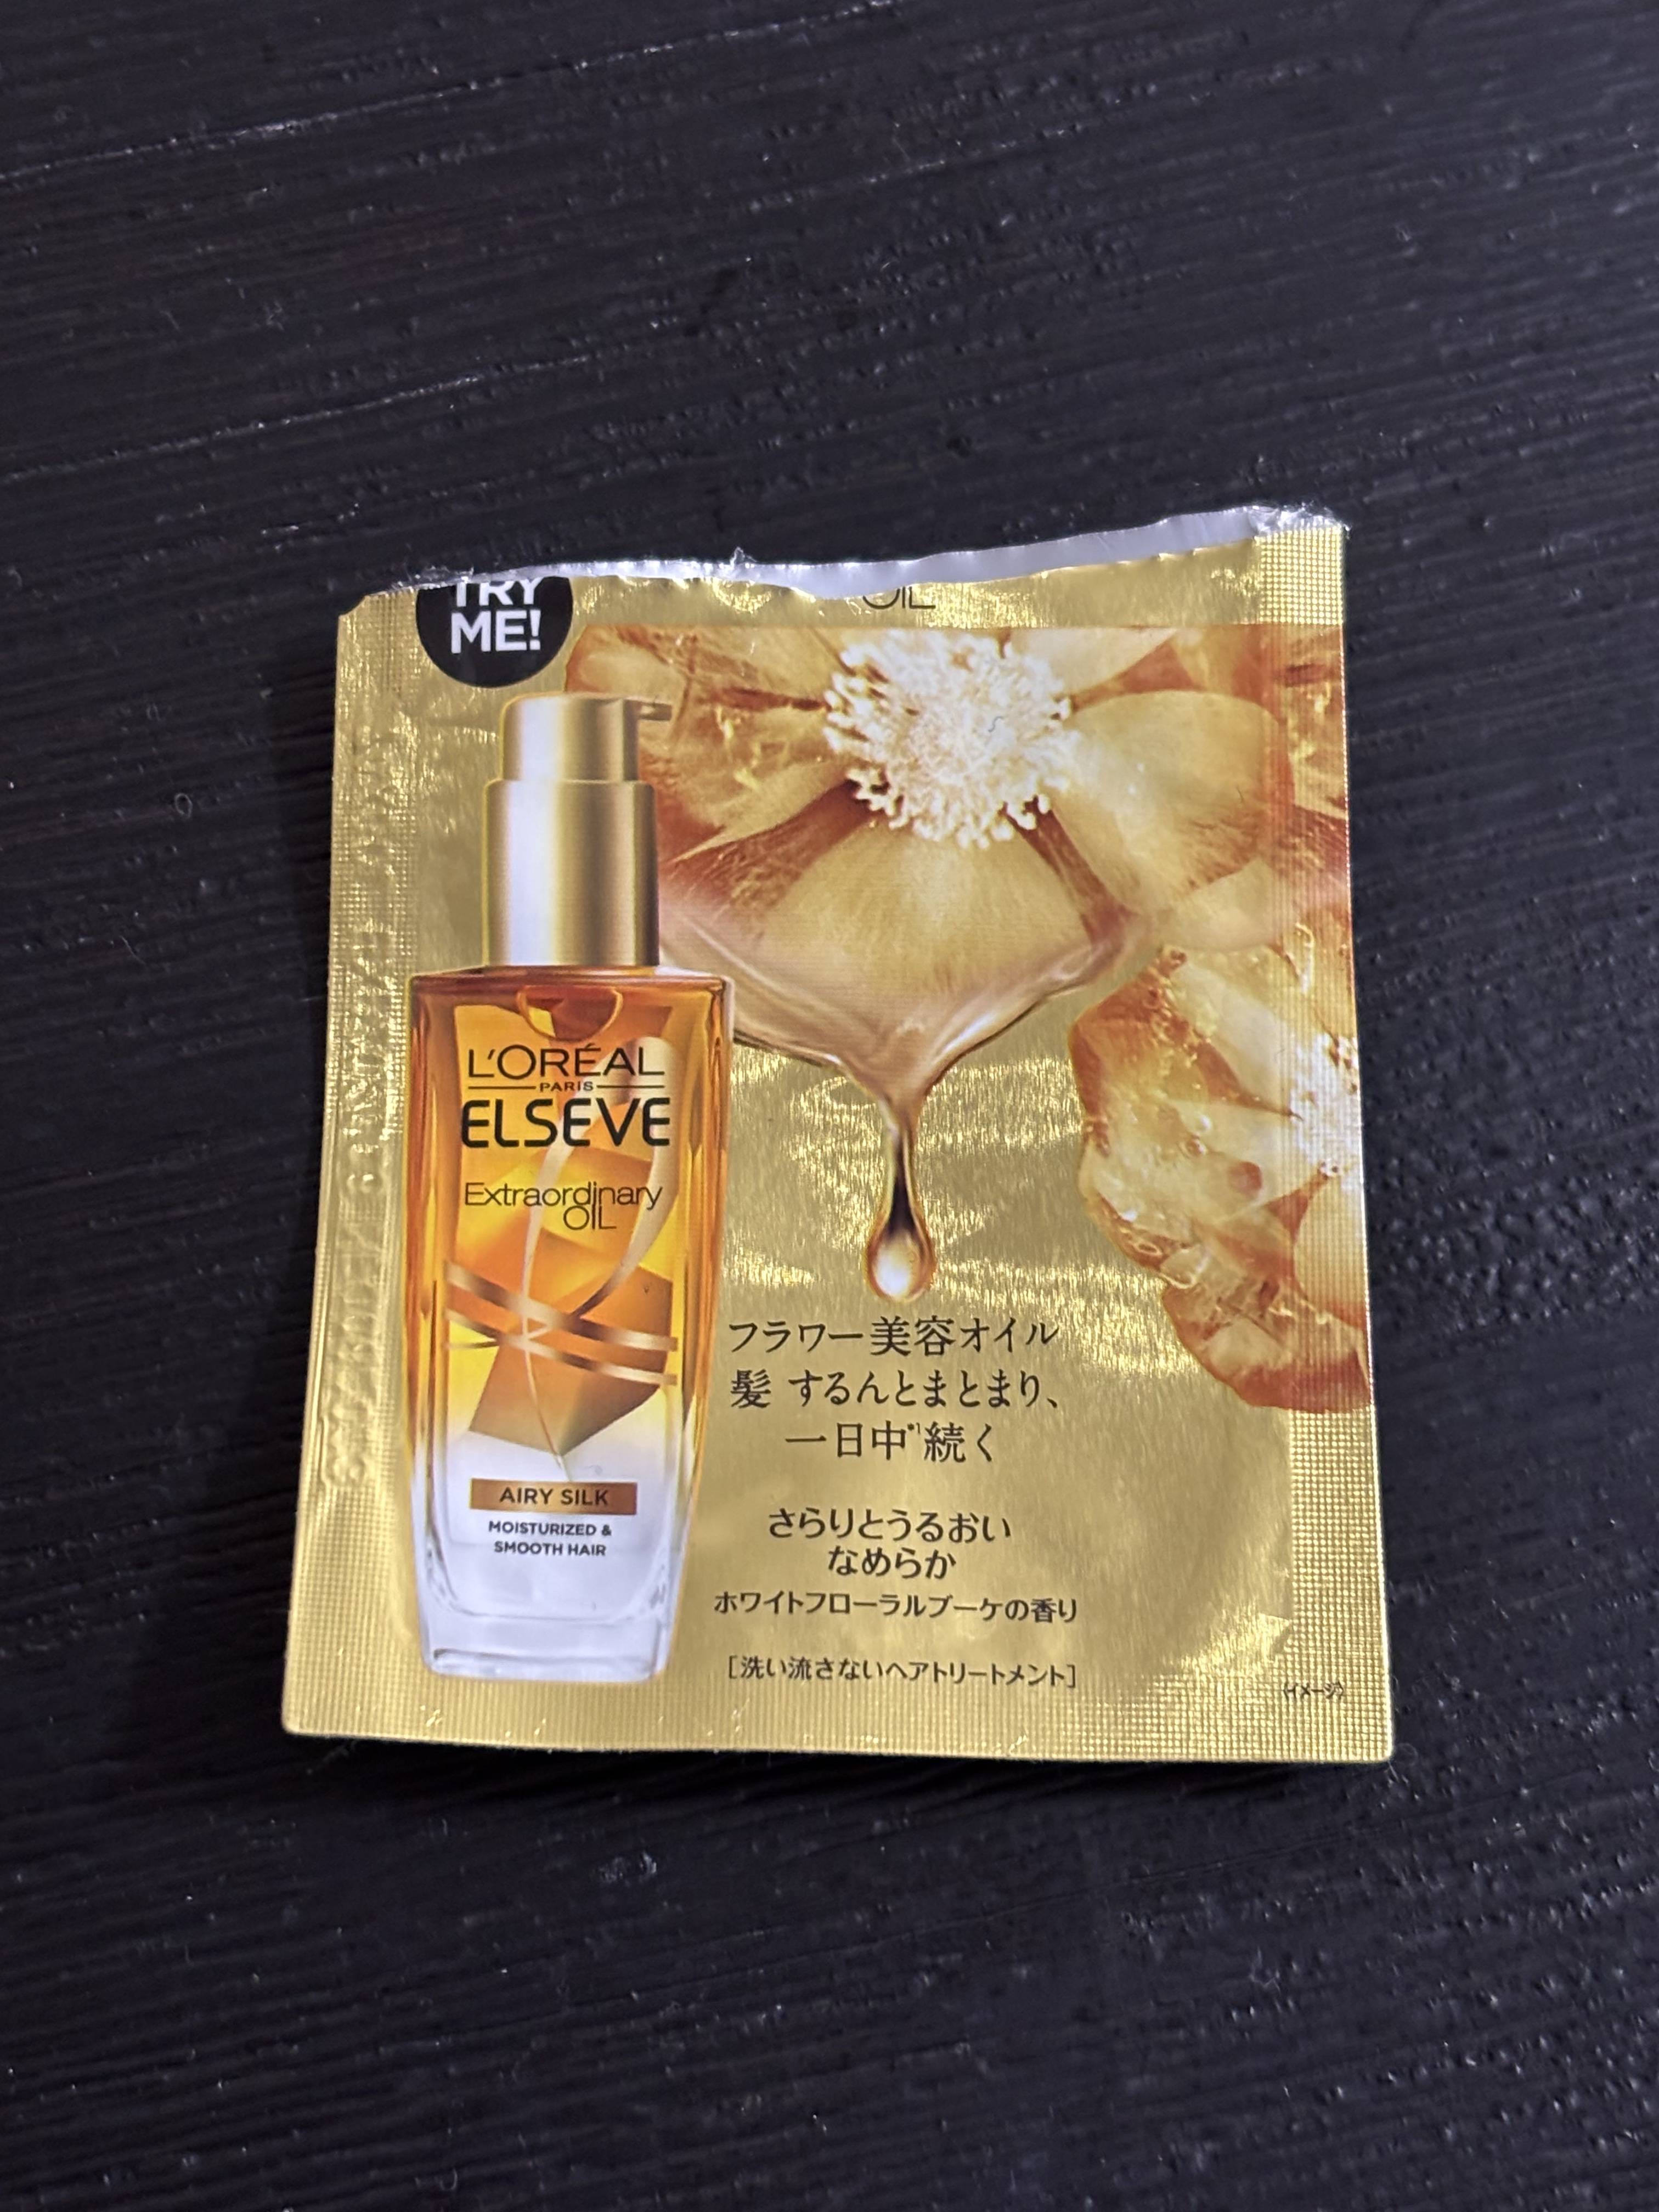 TRY
ME!
OIL
L'ORÉAL
PARIS
ELSEVE
Extraordinary
OIL
AIRY SILK
MOISTURIZED &
SMOOTH HAIR
フラワー美容オイル
髪 するんとまとまり、
一日中*1続く
さらりとうるおい
なめらか
ホワイトフローラルブーケの香り
[洗い流さないヘアトリートメント]
(イメージ)